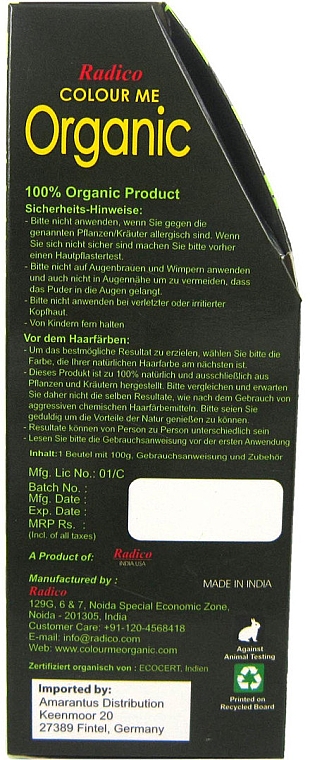 Radico
COLOUR ME
Organic
100% Organic Product
Sicherheits-Hinweise:
- Bitte nicht anwenden, wenn Sie gegen die
genannten Pflanzen/Kräuter allergisch sind. Wenn
Sie sich nicht sicher sind machen Sie bitte vorher
einen Hautpflastertest.
- Bitte nicht auf Augenbrauen und Wimpern anwenden
und auch nicht in Augennähe um zu vermeiden, dass
das Puder in die Augen gelangt.
- Bitte nicht anwenden bei verletzter oder irritierter
Kopfhaut.
- Von Kindern fern halten
Vor dem Haarfärben:
- Um das bestmögliche Resultat zu erzielen, wählen Sie bitte die
Farbe, die Ihrer natürlichen Haarfarbe am nächsten ist.
- Dieses Produkt ist zu 100% natürlich und ausschließlich aus
Pflanzen und Kräutern hergestellt. Bitte vergleichen und erwarten
Sie daher nicht die selben Resultate, wie nach dem Gebrauch von
aggressiven chemischen Haarfärbemitteln. Bitte seien Sie
geduldig um die Vorteile der Natur genießen zu können.
- Resultate können von Person zu Person unterschiedlich sein
- Lesen Sie bitte die Gebrauchsanweisung vor der ersten Anwendung
Inhalt:1 Beutel mit 100g, Gebrauchsanweisung und Zubehör
Mfg. Lic No.: 01/C
Batch No. :
Mfg. Date :
Exp. Date :
MRP Rs. :
(Incl. of all taxes)
A Product of: Radico
INDIA USA
Manufactured by :
MADE IN INDIA
Radico
129G, 6 & 7, Noida Special Economic Zone,
Noida - 201305, India
Customer Care: +91-120-4568418
E-mail: info@radico.com
Web: www.colourmeorganic.com
Zertifiziert organisch von : ECOCERT, Indien
Against
Animal Testing
Printed on
Recycled Board
Imported by:
Amarantus Distribution
Keenmoor 20
27389 Fintel, Germany